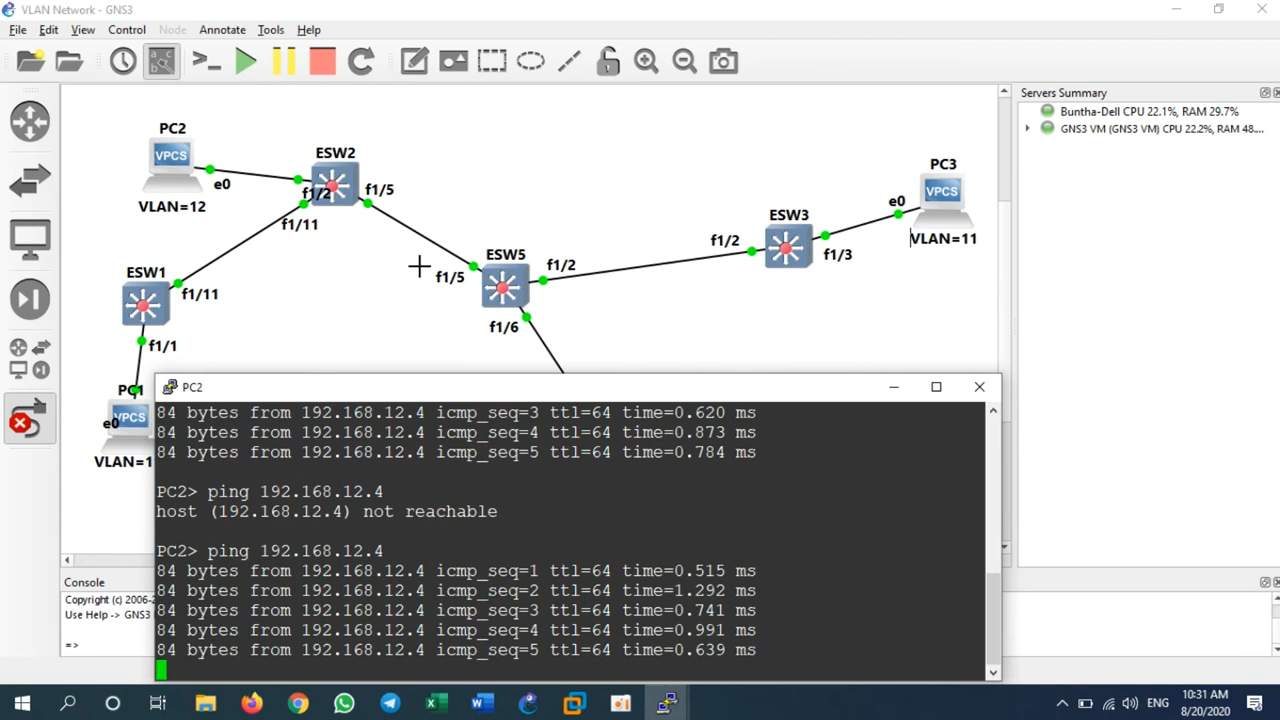 VLAN Network - GNS3
File Edit View Control Node Annotate Tools Help
Servers Summary
Buntha-Dell CPU 22.1%, RAM 29.7%
GNS3 VM (GNS3 VM) CPU 22.2%, RAM 48....
PC2
VPCS
e0
VLAN=12
ESW2
f1/2
f1/5
f1/11
PC3
VPCS
e0
VLAN=11
ESW3
f1/2
f1/3
ESW5
f1/5
f1/2
f1/6
ESW1
f1/11
f1/1
PC1
VPCS
e0
VLAN=1
Console
Copyright (c) 2006-2
Use Help -> GNS3
=>
PC2
84 bytes from 192.168.12.4 icmp_seq=3 ttl=64 time=0.620 ms
84 bytes from 192.168.12.4 icmp_seq=4 ttl=64 time=0.873 ms
84 bytes from 192.168.12.4 icmp_seq=5 ttl=64 time=0.784 ms
PC2> ping 192.168.12.4
host (192.168.12.4) not reachable
PC2> ping 192.168.12.4
84 bytes from 192.168.12.4 icmp_seq=1 ttl=64 time=0.515 ms
84 bytes from 192.168.12.4 icmp_seq=2 ttl=64 time=1.292 ms
84 bytes from 192.168.12.4 icmp_seq=3 ttl=64 time=0.741 ms
84 bytes from 192.168.12.4 icmp_seq=4 ttl=64 time=0.991 ms
84 bytes from 192.168.12.4 icmp_seq=5 ttl=64 time=0.639 ms
ENG
10:31 AM
8/20/2020